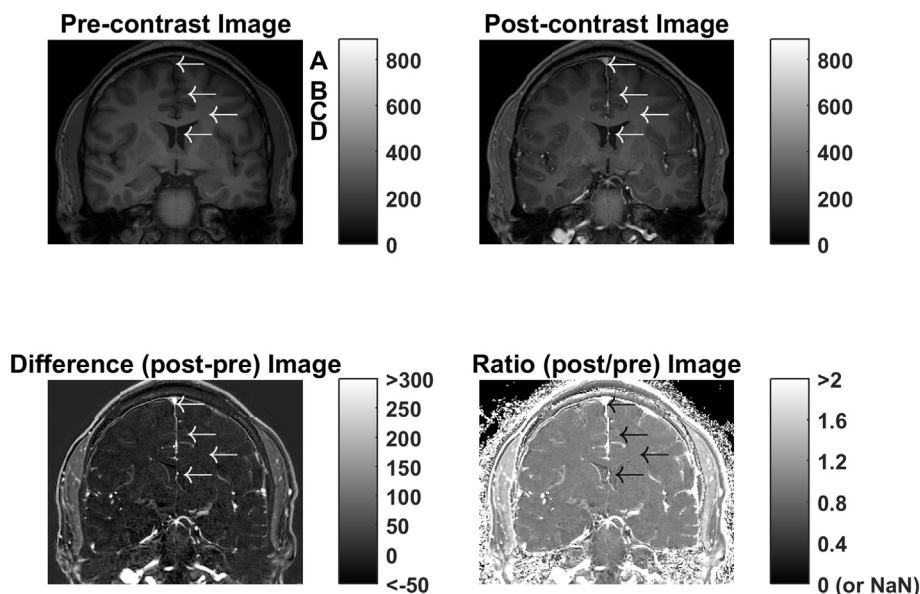 Pre-contrast Image
A
B
C
D
800
600
400
200
0
Post-contrast Image
800
600
400
200
0
Difference (post-pre) Image
>300
250
200
150
100
50
0
<-50
Ratio (post/pre) Image
>2
1.6
1.2
0.8
0.4
0 (or NaN)